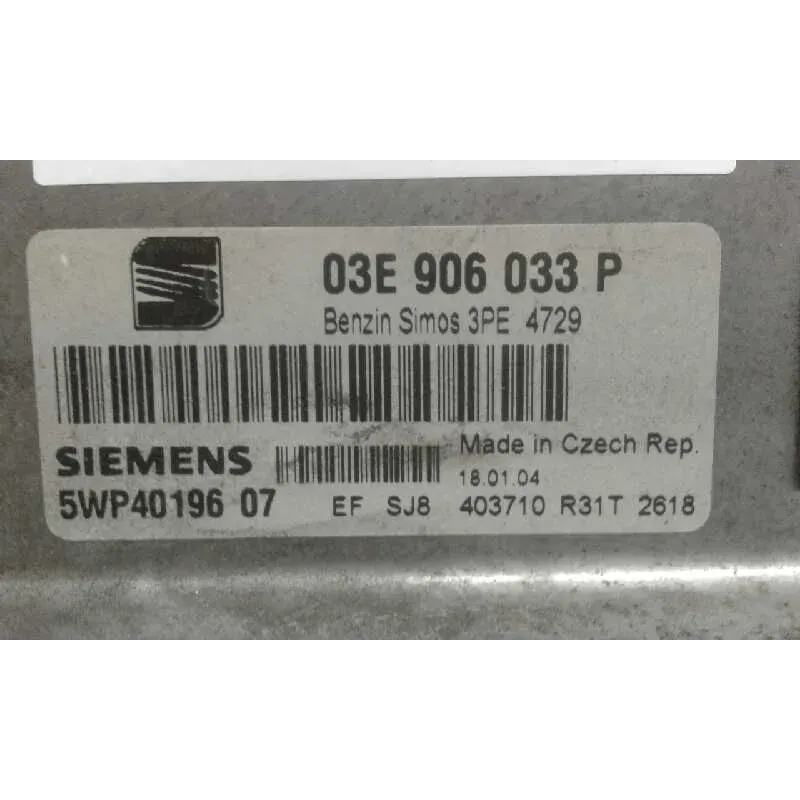 03E 906 033 P
Benzin Simos 3PE 4729
SIEMENS
Made in Czech Rep.
18.01.04
5WP40196 07 EF SJ8 403710 R31T 2618